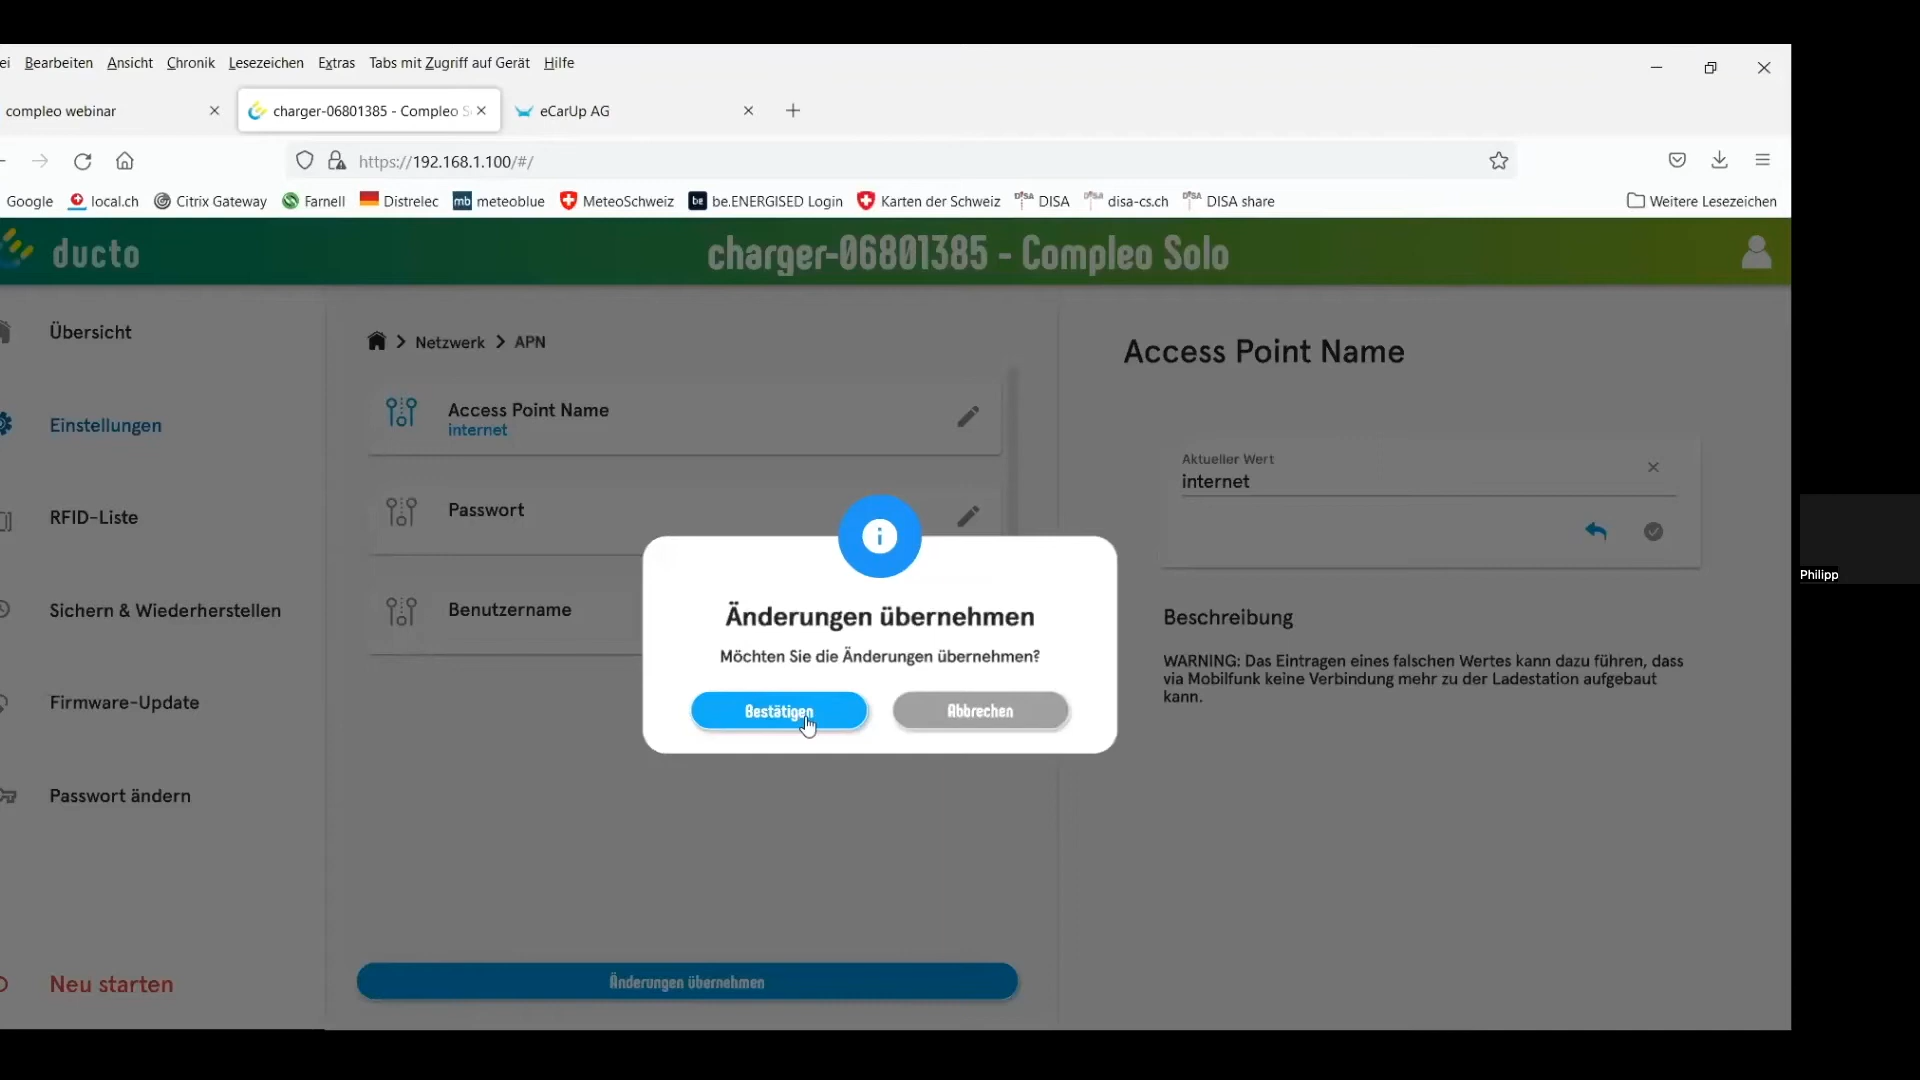 ei Bearbeiten Ansicht Chronik Lesezeichen Extras Tabs mit Zugriff auf Gerät Hilfe
compleo webinar
charger-06801385 - Compleo S
eCarUp AG
https://192.168.1.100/#/
Google local.ch Citrix Gateway Farnell Distrelec mb meteoblue MeteoSchweiz be be.ENERGISED Login Karten der Schweiz DISA DISA DISA disa-cs.ch DISA DISA share Weitere Lesezeichen
ducto
charger-06801385 - Compleo Solo
Übersicht
Einstellungen
RFID-Liste
Sichern & Wiederherstellen
Firmware-Update
Passwort ändern
Neu starten
Netzwerk > APN
Access Point Name
internet
Passwort
Benutzername
Änderungen übernehmen
Änderungen übernehmen
Möchten Sie die Änderungen übernehmen?
Bestätigen
Abbrechen
Access Point Name
Aktueller Wert
internet
Beschreibung
WARNING: Das Eintragen eines falschen Wertes kann dazu führen, dass
via Mobilfunk keine Verbindung mehr zu der Ladestation aufgebaut
kann.
Philipp